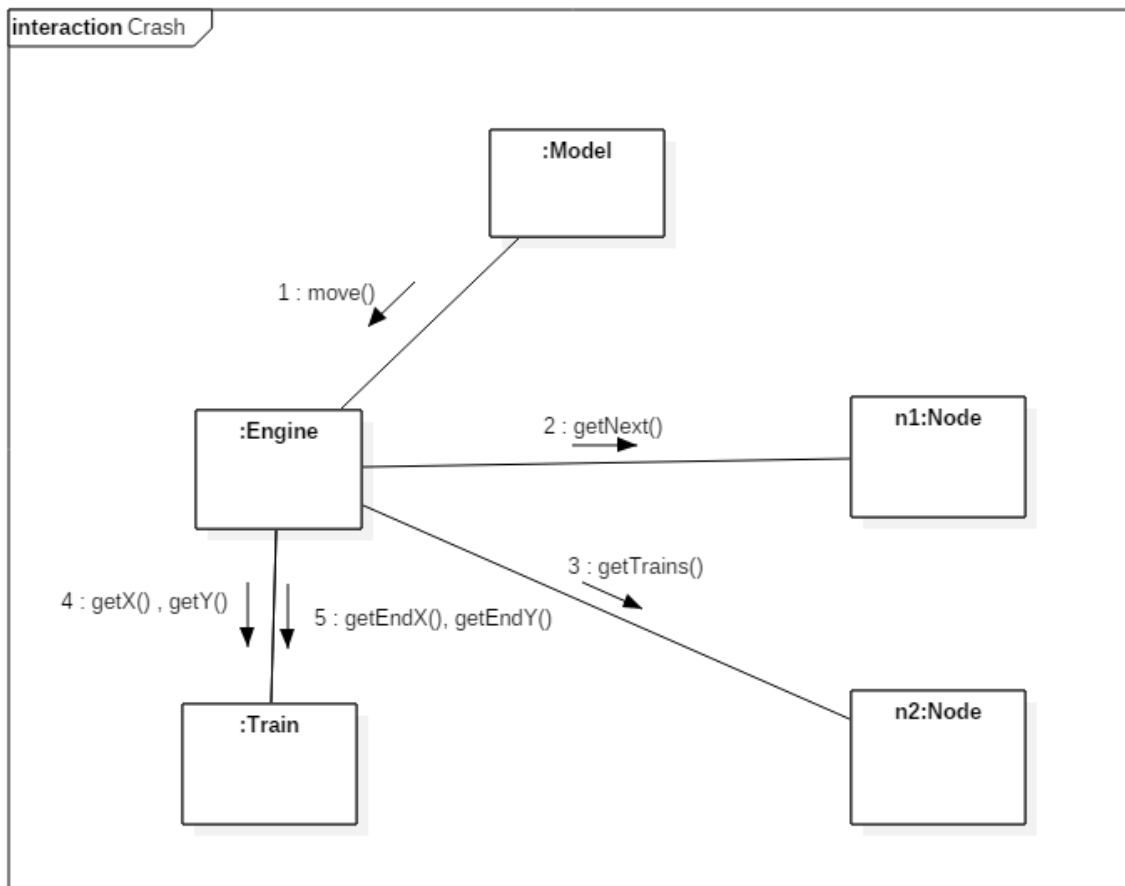 interaction Crash
:Model
1 : move()
:Engine
2 : getNext()
n1:Node
3 : getTrains()
4 : getX() , getY()
5 : getEndX(), getEndY()
:Train
n2:Node